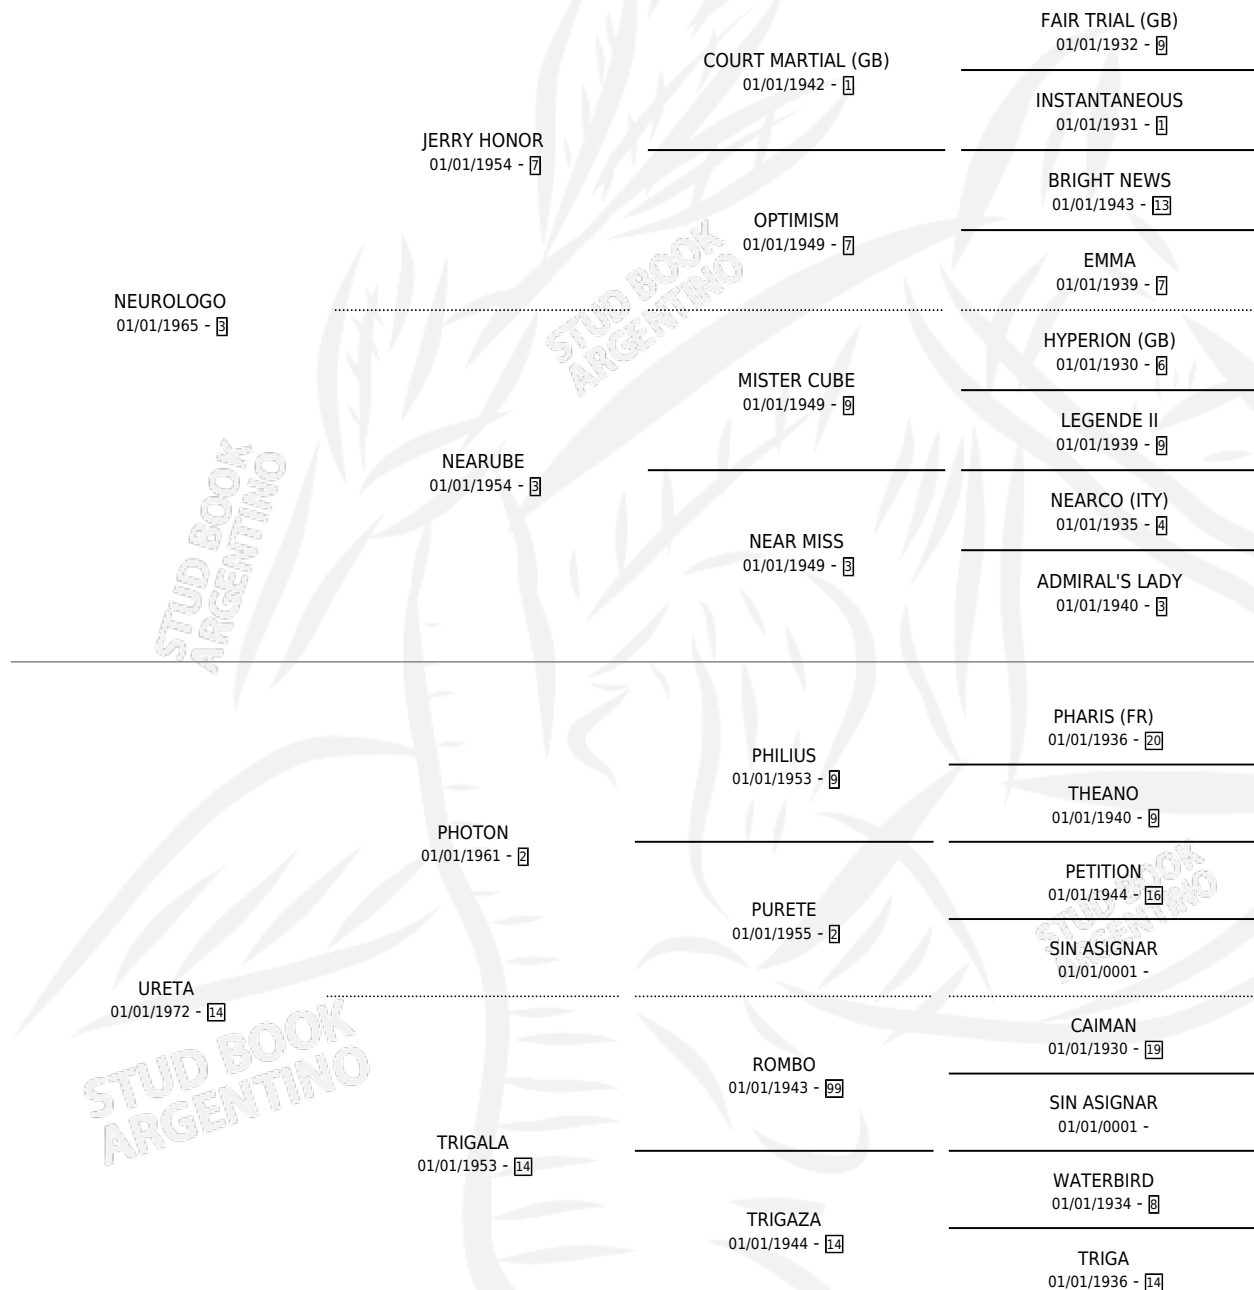 FAIR TRIAL (GB)
01/01/1932 - 9
COURT MARTIAL (GB)
01/01/1942 - 1
INSTANTANEOUS
01/01/1931 - 1
JERRY HONOR
01/01/1954 - 7
BRIGHT NEWS
01/01/1943 - 13
OPTIMISM
01/01/1949 - 7
EMMA
01/01/1939 - 7
NEUROLOGO
01/01/1965 - 3
HYPERION (GB)
01/01/1930 - 6
MISTER CUBE
01/01/1949 - 9
LEGENDE II
01/01/1939 - 9
NEARUBE
01/01/1954 - 3
NEARCO (ITY)
01/01/1935 - 4
NEAR MISS
01/01/1949 - 3
ADMIRAL'S LADY
01/01/1940 - 3
STUD BOOK
ARGENTINO
STUD BOOK
ARGENTINO
PHARIS (FR)
01/01/1936 - 20
PHILIUS
01/01/1953 - 9
THEANO
01/01/1940 - 9
PHOTON
01/01/1961 - 2
PETITION
01/01/1944 - 16
PURETE
01/01/1955 - 2
SIN ASIGNAR
01/01/0001 -
URETA
01/01/1972 - 14
CAIMAN
01/01/1930 - 19
ROMBO
01/01/1943 - 99
SIN ASIGNAR
01/01/0001 -
TRIGALA
01/01/1953 - 14
WATERBIRD
01/01/1934 - 8
TRIGAZA
01/01/1944 - 14
TRIGA
01/01/1936 - 14
STUD BOOK
ARGENTINO
STUD BOOK
ARGENTINO